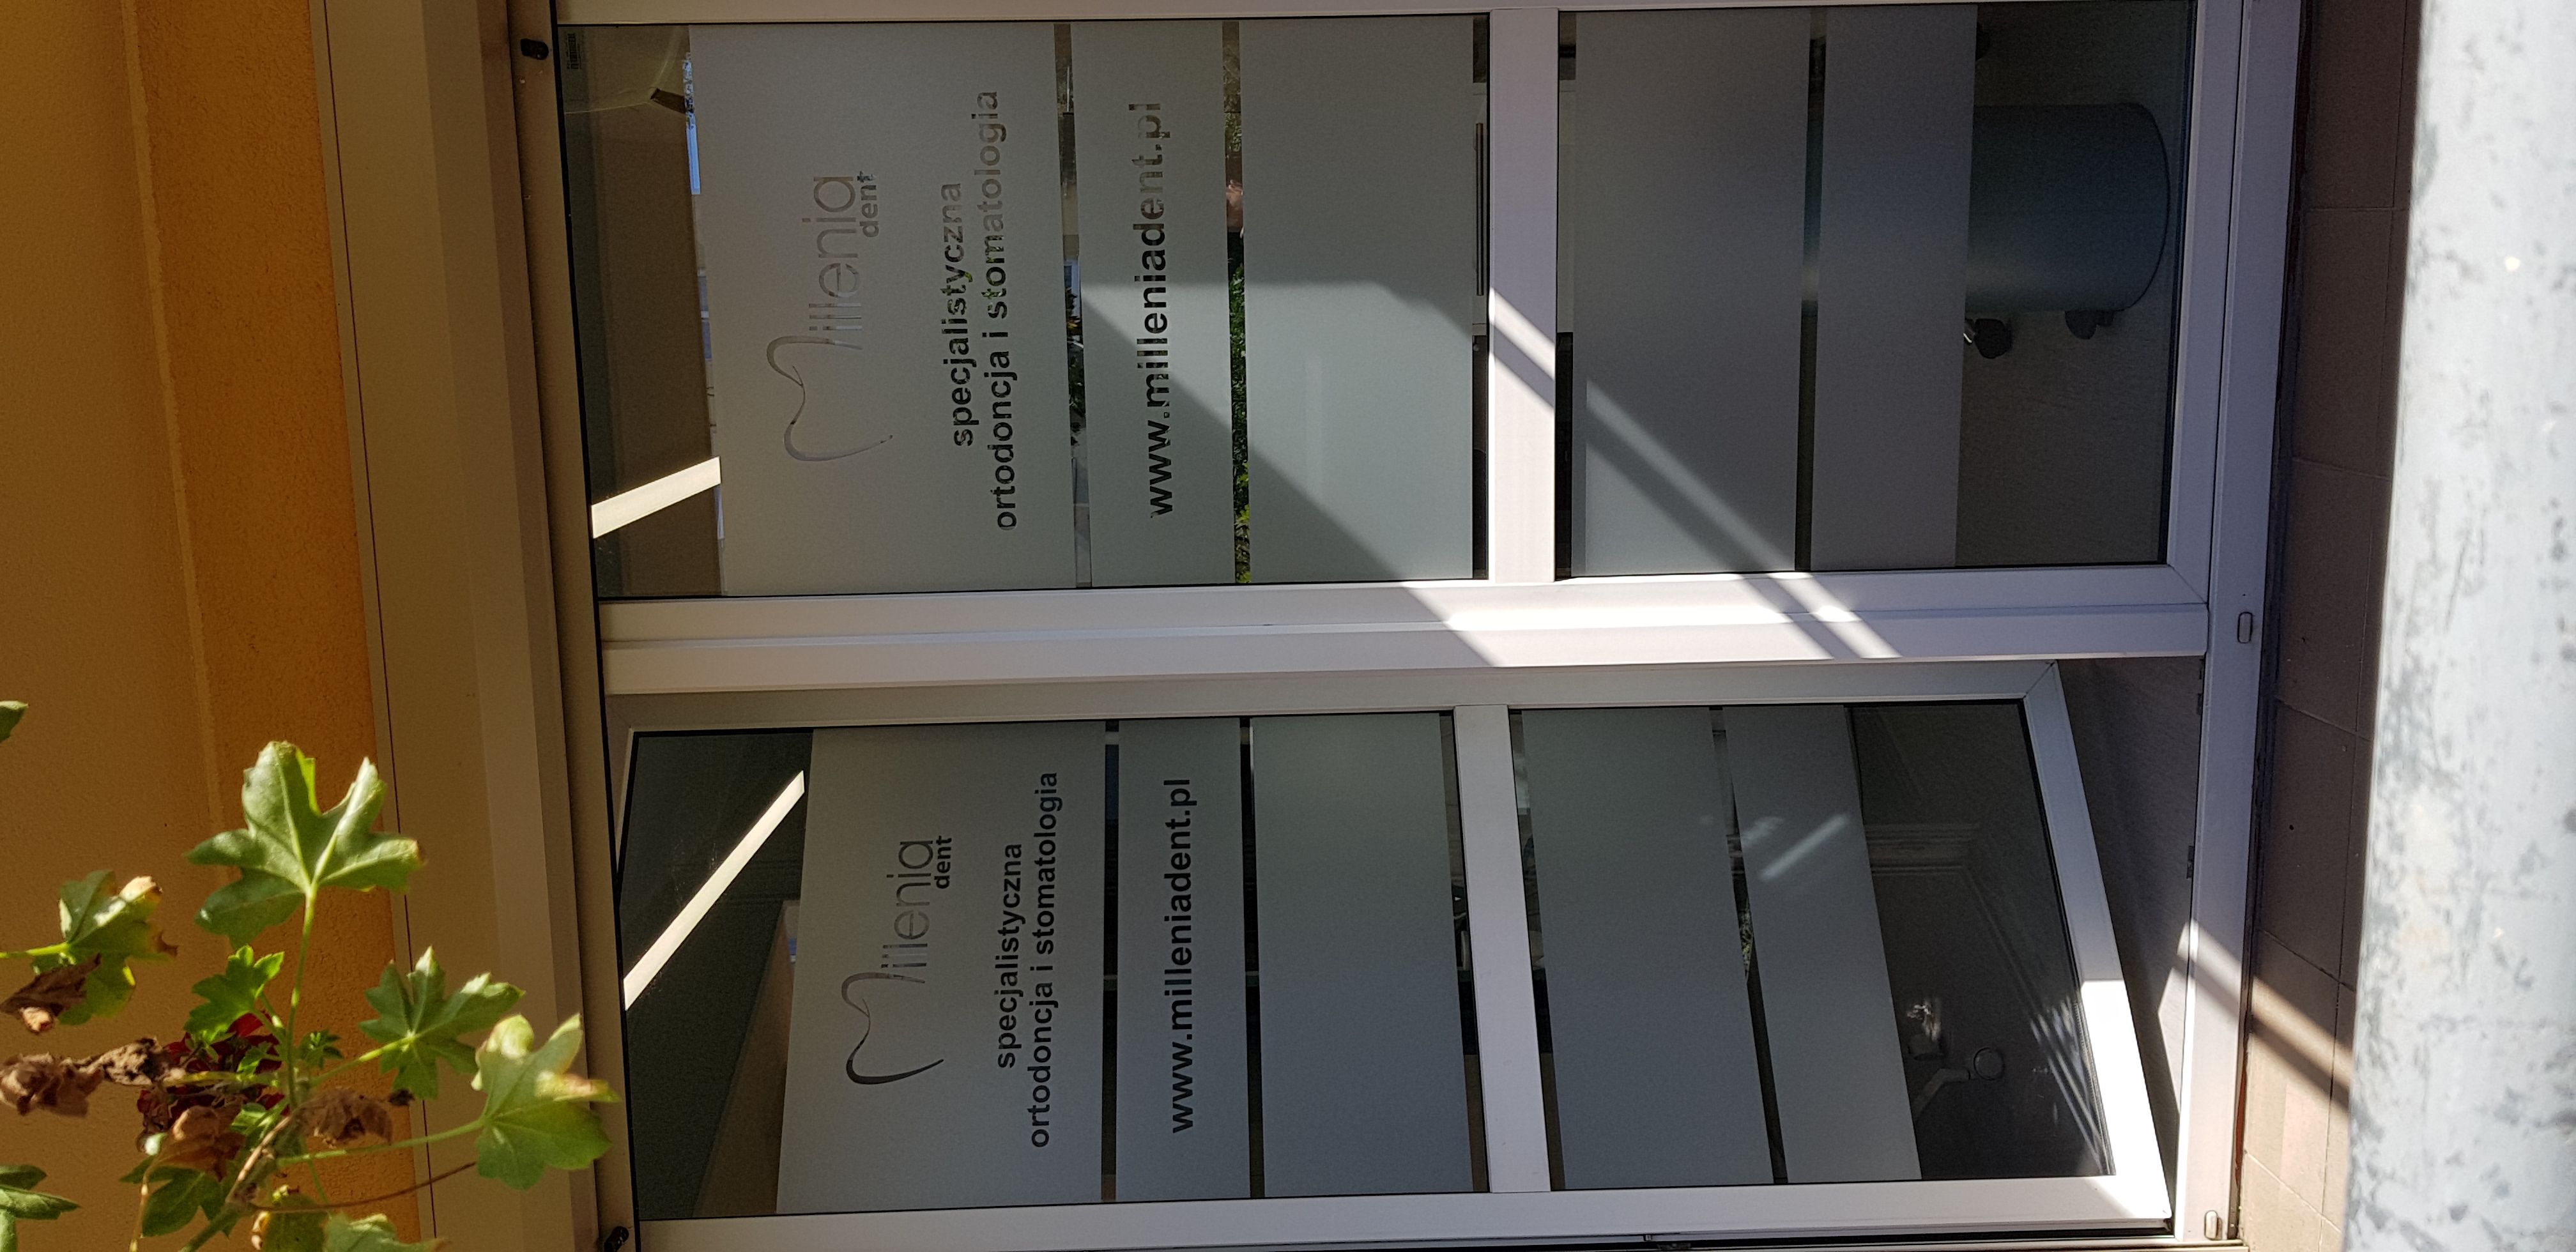 Millenia
dent
specjalistyczna
ortodoncja i stomatologia
www.milleniadent.pl
Millenia
dent
specjalistyczna
ortodoncja i stomatologia
www.milleniadent.pl